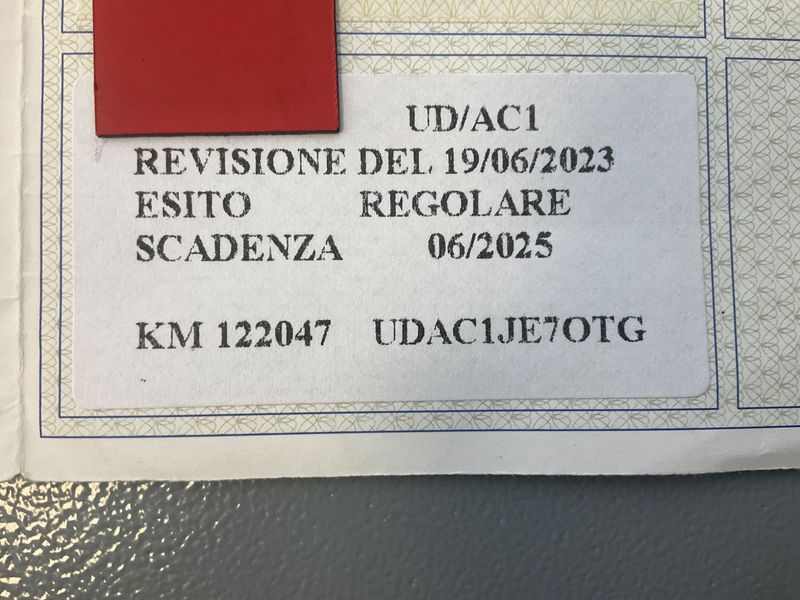 UD/AC1
REVISIONE DEL 19/06/2023
ESITO REGOLARE
SCADENZA 06/2025
KM 122047 UDAC1JE7OTG